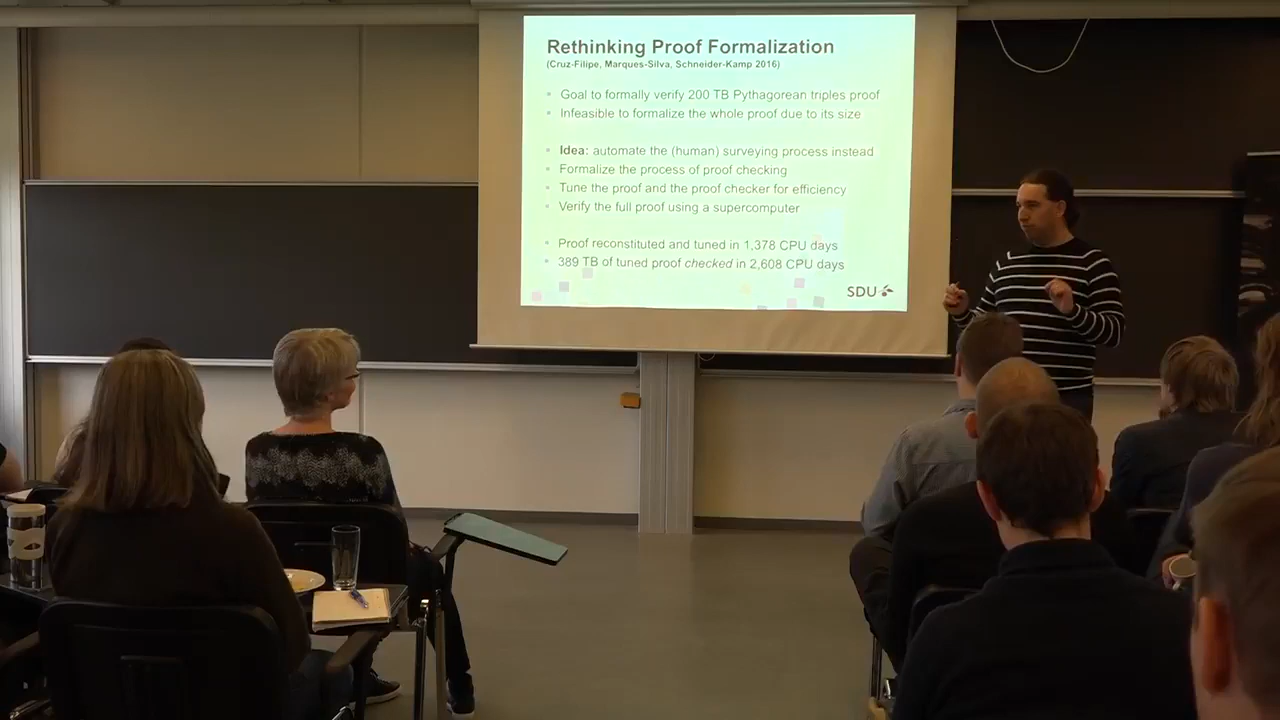 Rethinking Proof Formalization
(Cruz-Filipe, Marques-Silva, Schneider-Kamp 2016)
Goal to formally verify 200 TB Pythagorean triples proof
Infeasible to formalize the whole proof due to its size
Idea: automate the (human) surveying process instead
Formalize the process of proof checking
Tune the proof and the proof checker for efficiency
Verify the full proof using a supercomputer
Proof reconstituted and tuned in 1,378 CPU days
389 TB of tuned proof checked in 2,608 CPU days
SDU